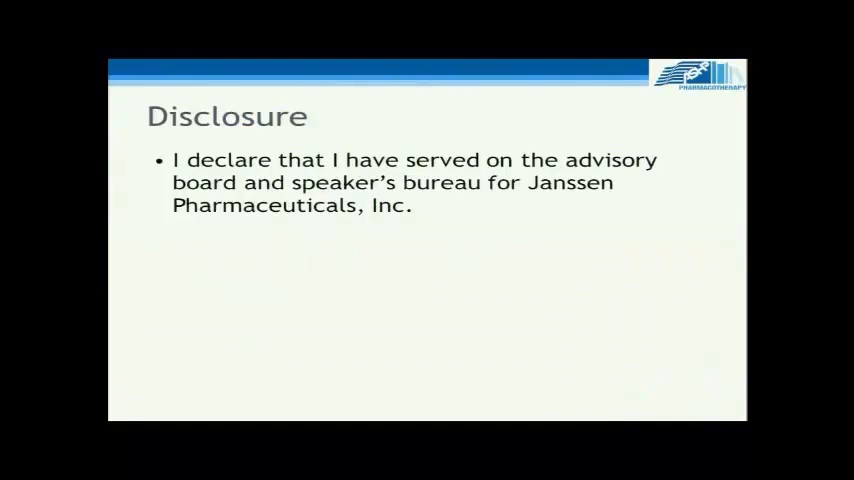 PHARMACOTHERAPY
Disclosure
• I declare that I have served on the advisory
board and speaker's bureau for Janssen
Pharmaceuticals, Inc.